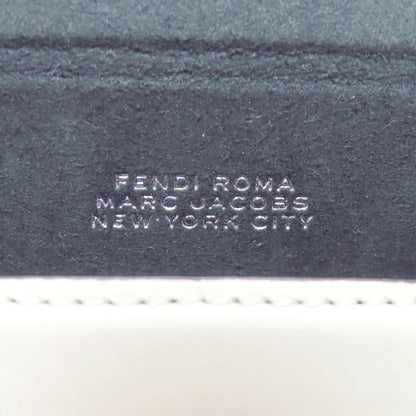 FENDI ROMA
MARC JACOBS
NEW YORK CITY